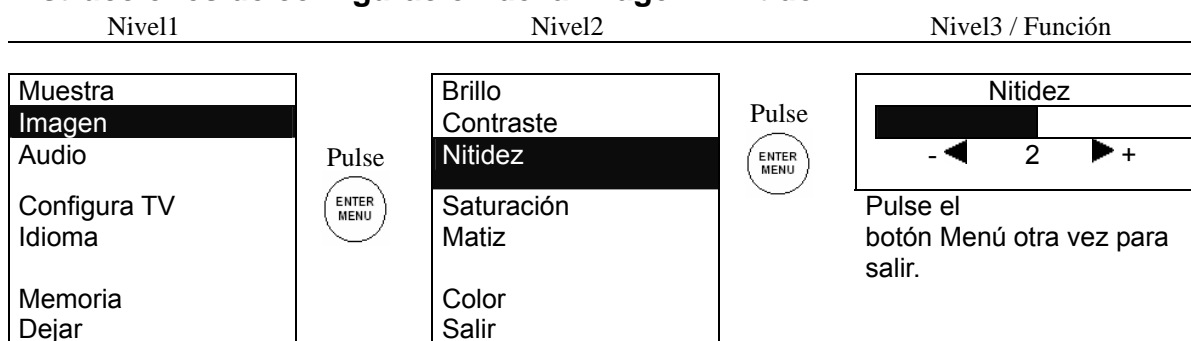 Nivel1 Nivel2 Nivel3 / Función
Muestra
Imagen
Audio
Configura TV
Idioma
Memoria
Dejar
Pulse
ENTER
MENU
Brillo
Contraste
Nitidez
Saturación
Matiz
Color
Salir
Pulse
ENTER
MENU
Nitidez
- ◀ 2 ▶ +
Pulse el
botón Menú otra vez para
salir.